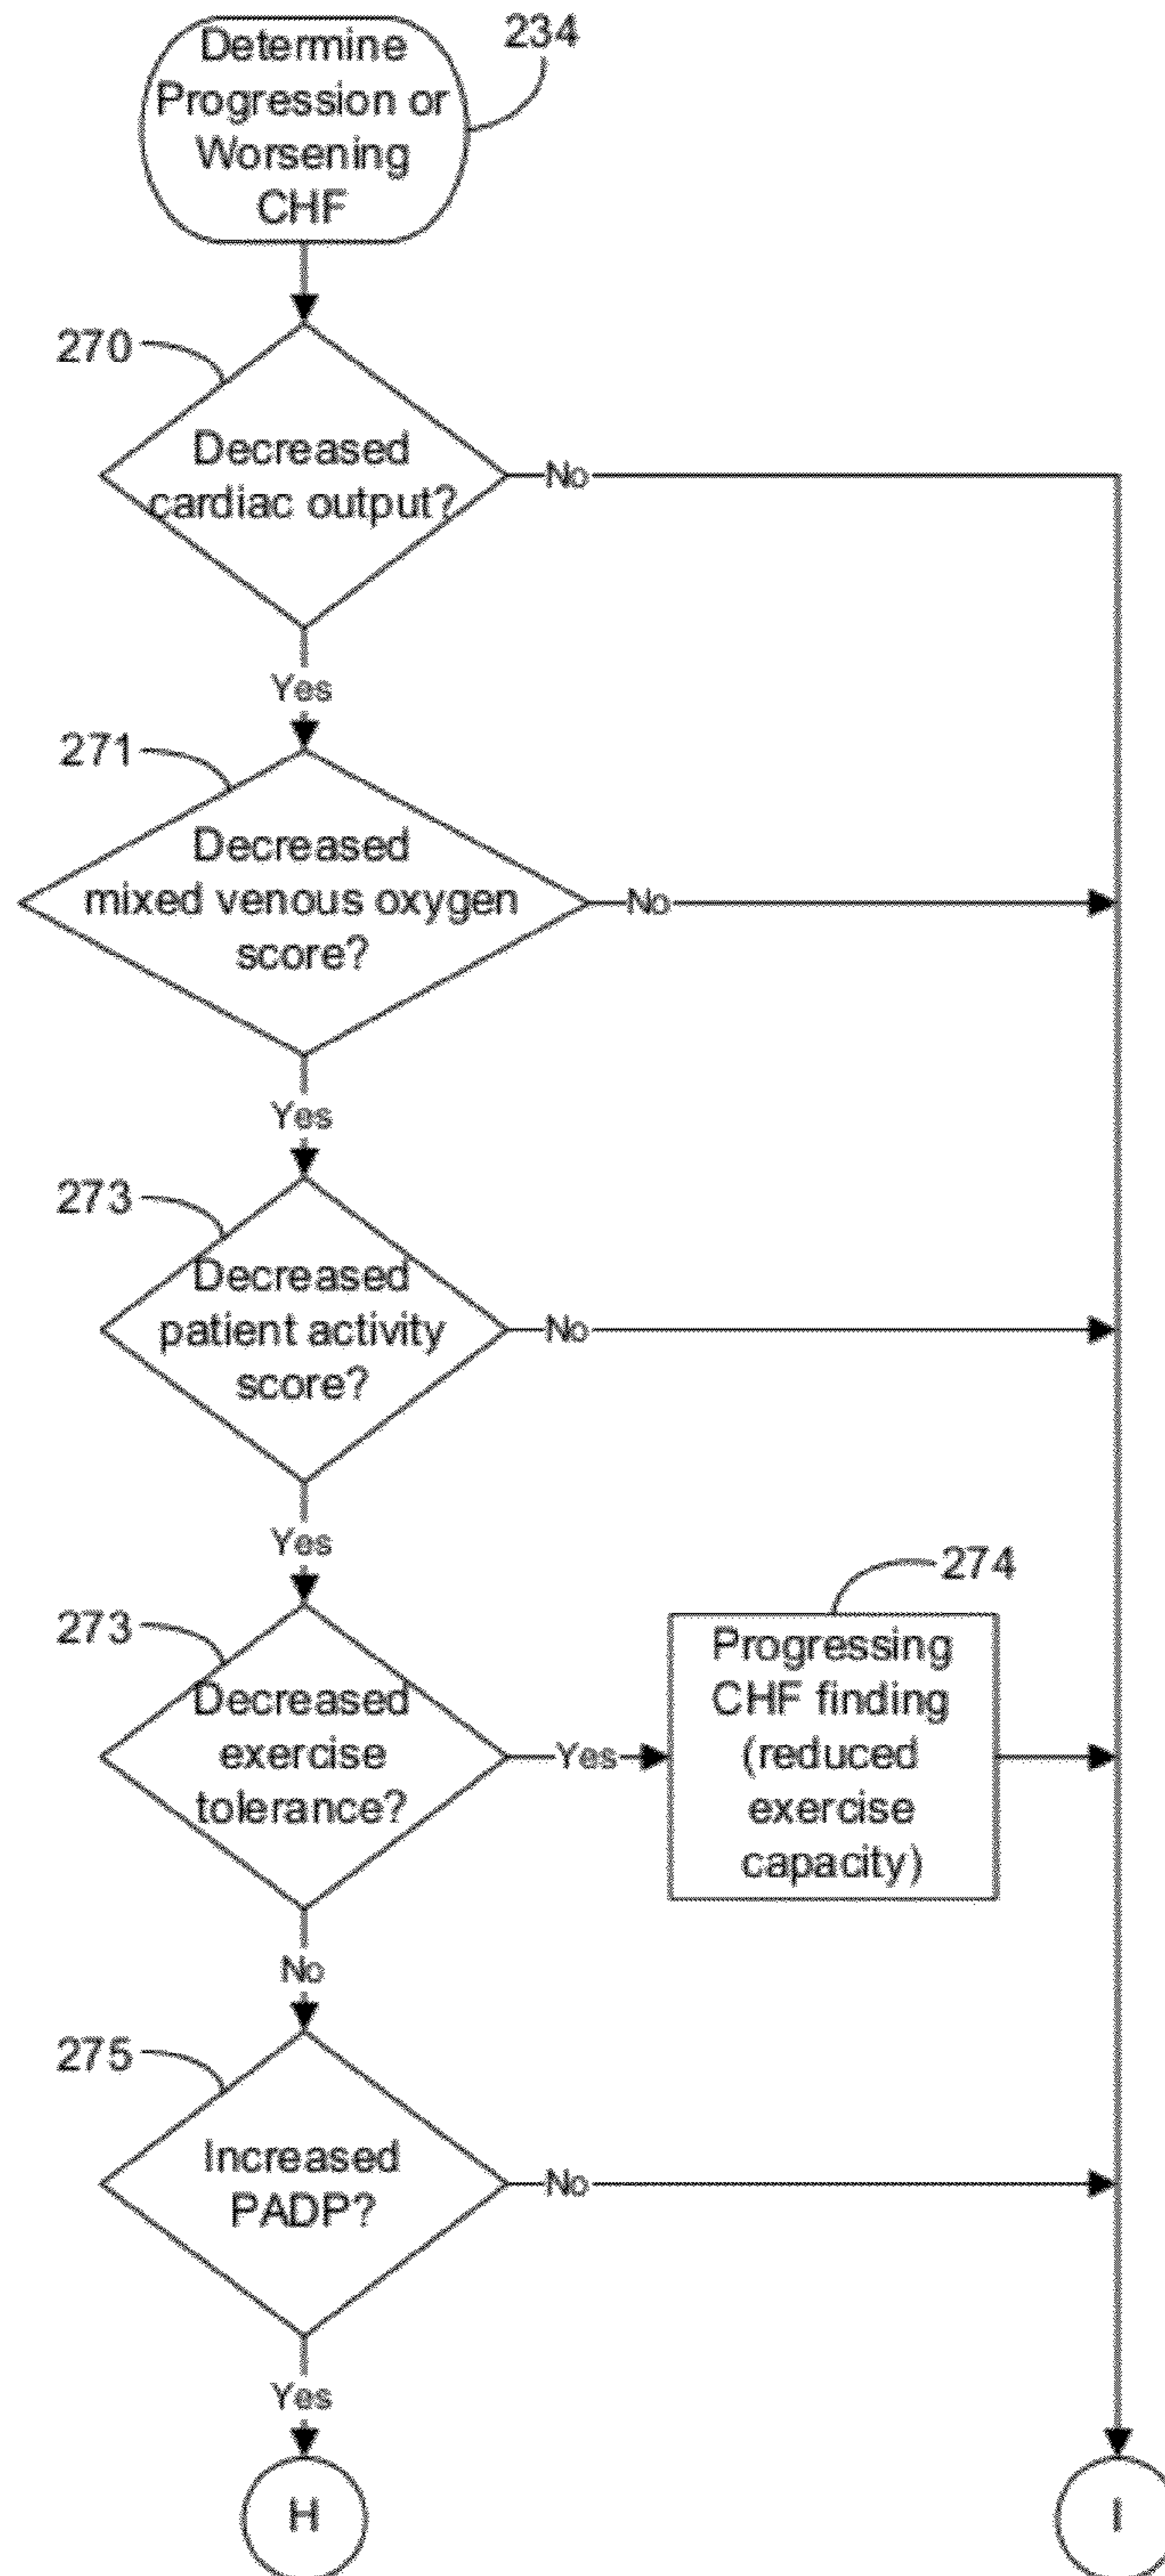 Determine
Progression or
Worsening
CHF
234
270
Decreased
cardiac output?
No
Yes
271
Decreased
mixed venous oxygen
score?
No
Yes
273
Decreased
patient activity
score?
No
Yes
273
Decreased
exercise
tolerance?
Yes
274
Progressing
CHF finding
(reduced
exercise
capacity)
No
275
Increased
PADP?
No
Yes
H
I